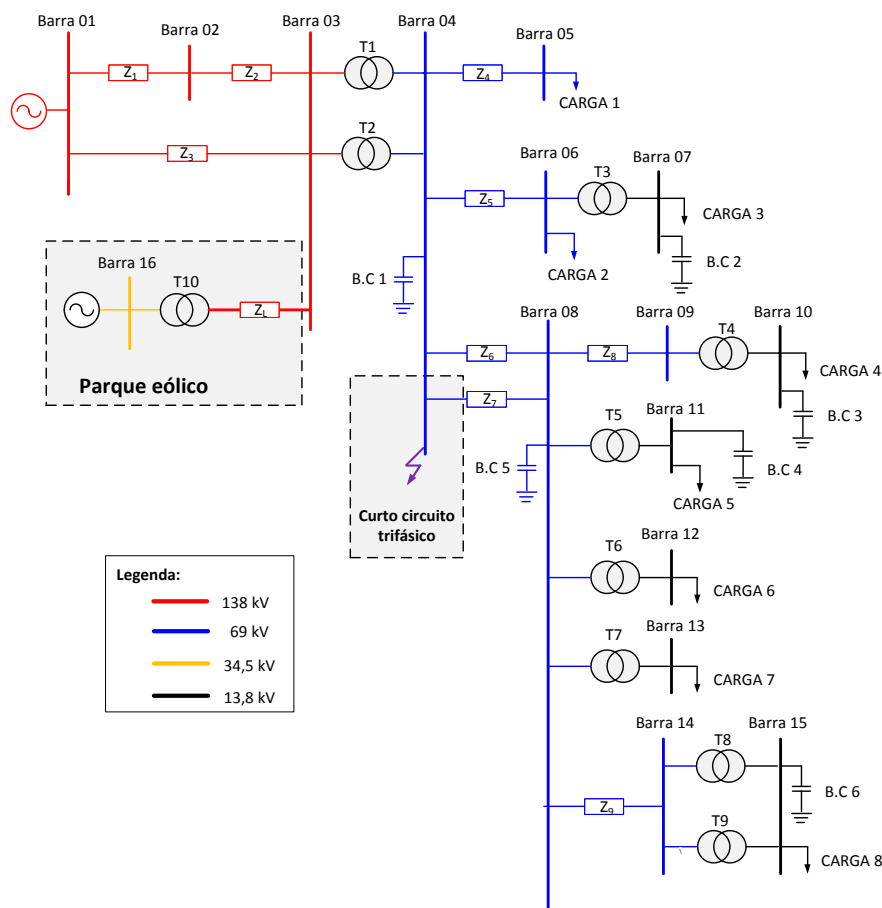 Barra 01
Barra 02
Barra 03
Barra 04
Barra 05
T1
Z1
Z2
Z4
CARGA 1
T2
Z3
Barra 06
T3
Barra 07
Z5
CARGA 3
CARGA 2
B.C 2
Barra 16
T10
ZL
B.C 1
Parque eólico
Barra 08
Barra 09
T4
Barra 10
Z6
Z8
CARGA 4
Z7
B.C 3
T5
Barra 11
B.C 5
B.C 4
CARGA 5
Curto circuito
trifásico
T6
Barra 12
CARGA 6
Legenda:
138 kV
69 kV
34,5 kV
13,8 kV
T7
Barra 13
CARGA 7
Barra 14
T8
Barra 15
B.C 6
Z9
T9
CARGA 8